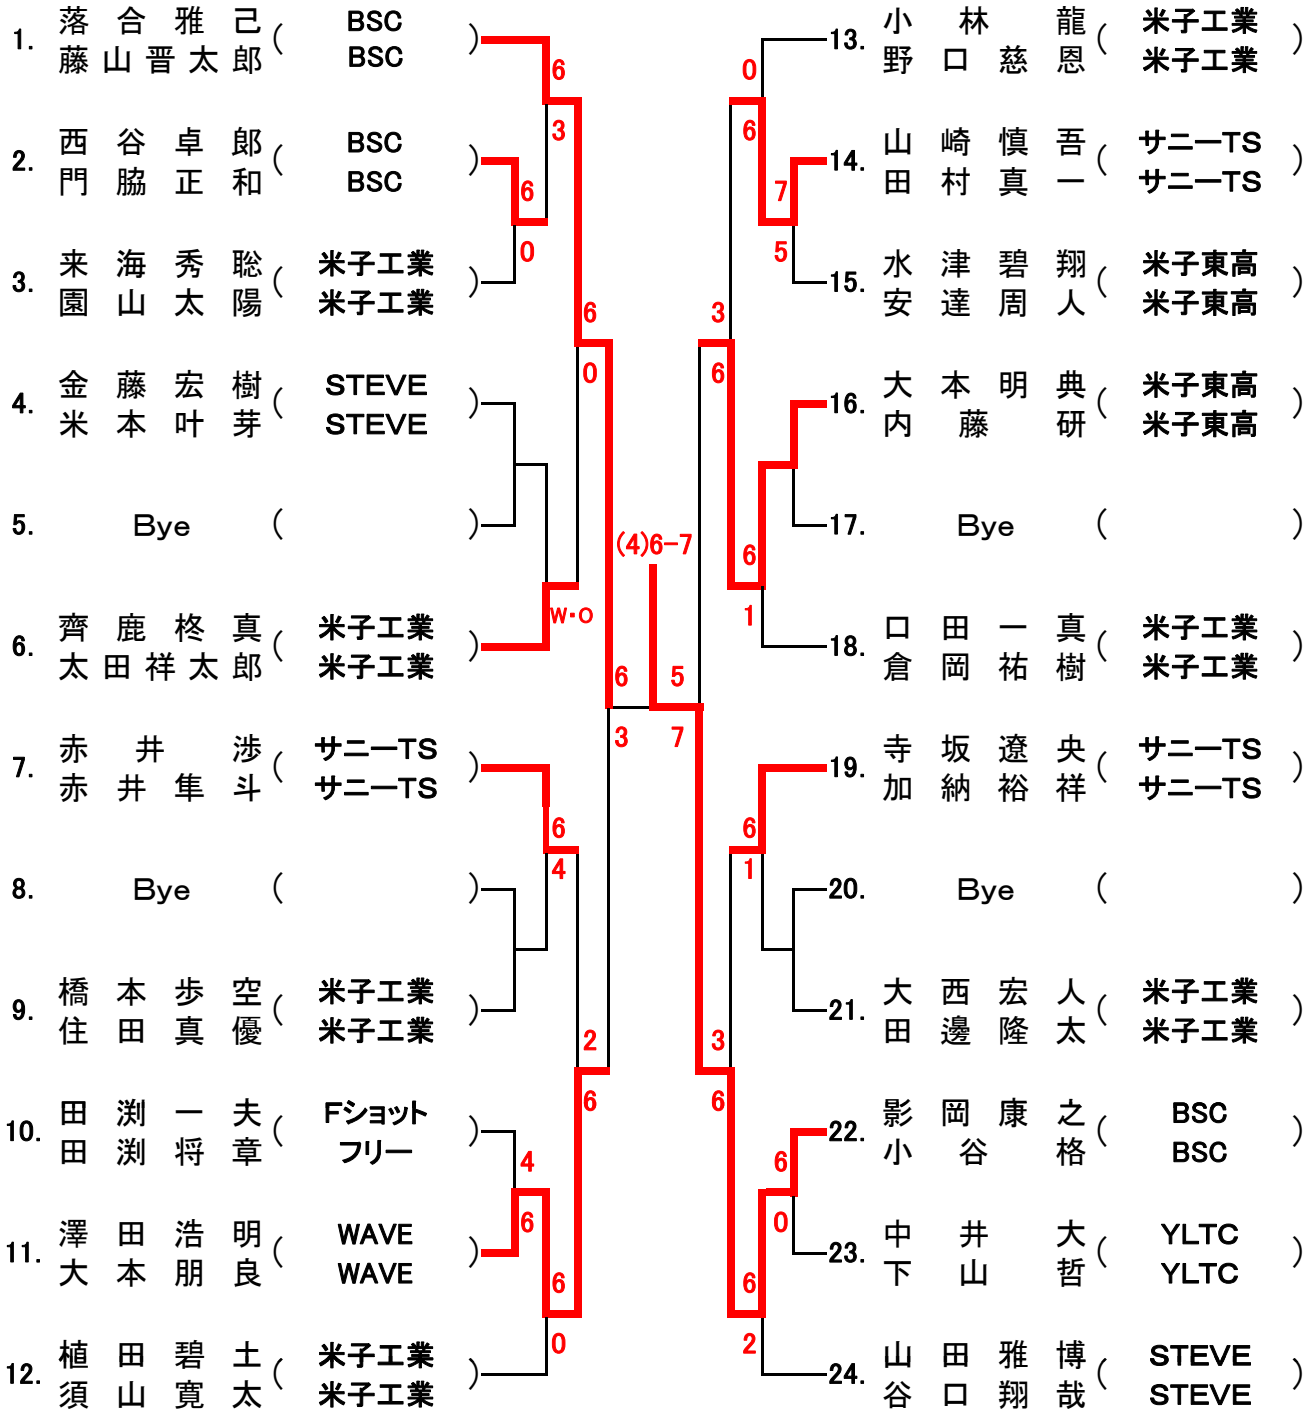 1. 落合雅己 ( BSC )
藤山晋太郎 BSC
6
3
2. 西谷卓郎 ( BSC )
門脇正和 BSC
6
0
3. 来海秀聡 ( 米子工業 )
園山太陽 米子工業
6
0
4. 金藤宏樹 ( STEVE )
米本叶芽 STEVE
5. Bye ( )
W・O
6. 齊鹿柊真 ( 米子工業 )
太田祥太郎 米子工業
6
3
7. 赤井渉 ( サニーTS )
赤井隼斗 サニーTS
6
4
8. Bye ( )
9. 橋本歩空 ( 米子工業 )
住田真優 米子工業
2
6
10. 田渕一夫 ( Fショット )
田渕将章 フリー
4
6
11. 澤田浩明 ( WAVE )
大本朋良 WAVE
6
0
12. 植田碧土 ( 米子工業 )
須山寛太 米子工業
(4)6-7
13. 小林龍 ( 米子工業 )
野口慈恩 米子工業
0
6
14. 山崎慎吾 ( サニーTS )
田村真一 サニーTS
7
5
15. 水津碧翔 ( 米子東高 )
安達周人 米子東高
3
6
16. 大本明典 ( 米子東高 )
内藤研 米子東高
17. Bye ( )
6
1
18. 口田一真 ( 米子工業 )
倉岡祐樹 米子工業
5
7
19. 寺坂遼央 ( サニーTS )
加納裕祥 サニーTS
6
1
20. Bye ( )
21. 大西宏人 ( 米子工業 )
田邊隆太 米子工業
3
6
22. 影岡康之 ( BSC )
小谷格 BSC
6
0
23. 中井大 ( YLTC )
下山哲 YLTC
6
2
24. 山田雅博 ( STEVE )
谷口翔哉 STEVE